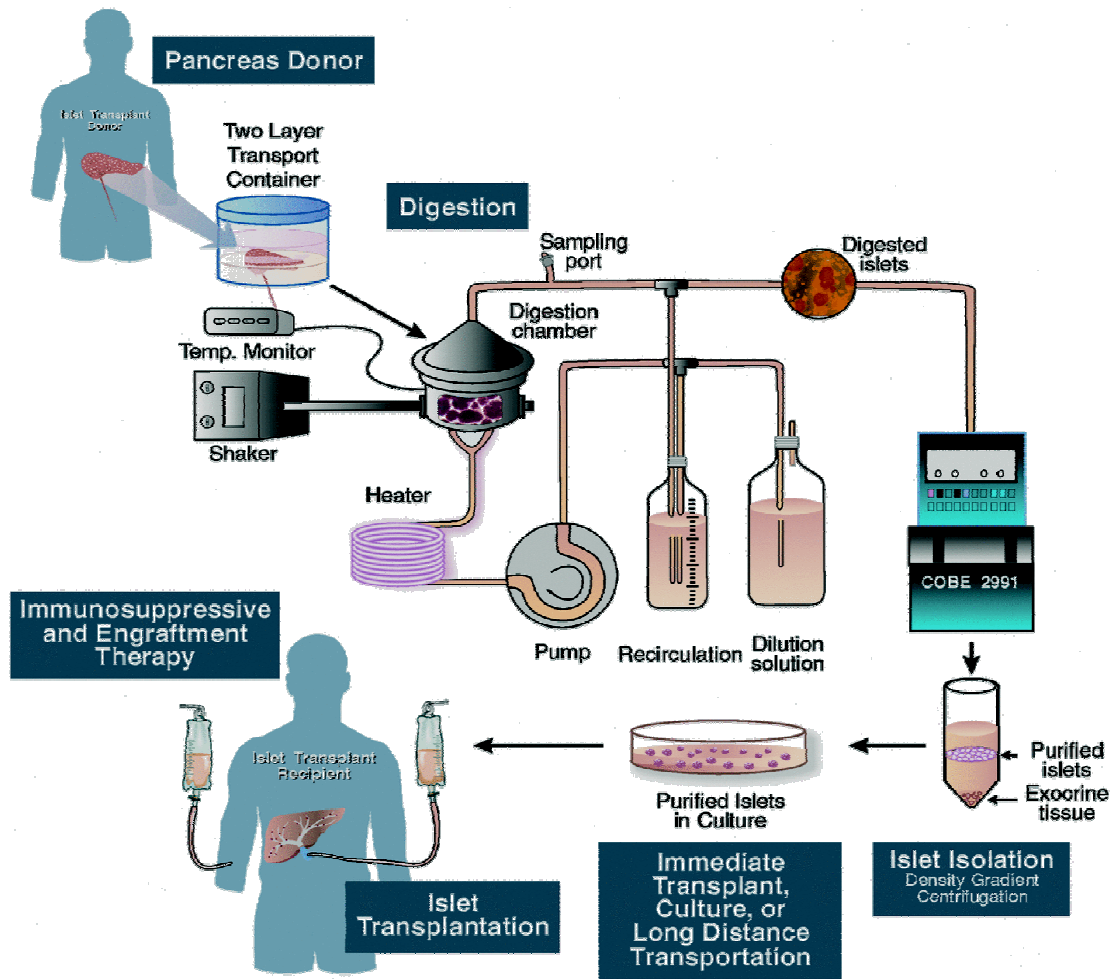 Pancreas Donor
Islet Transplant
Donor
Two Layer
Transport
Container
Digestion
Sampling
port
Digested
islets
Digestion
chamber
Temp. Monitor
Shaker
Heater
COBE 2991
Immunosuppressive
and Engraftment
Therapy
Pump
Recirculation
Dilution
solution
Islet Transplant
Recipient
Purified
islets
Exocrine
tissue
Purified Islets
in Culture
Islet
Transplantation
Immediate
Transplant,
Culture, or
Long Distance
Transportation
Islet Isolation
Density Gradient
Centrifugation